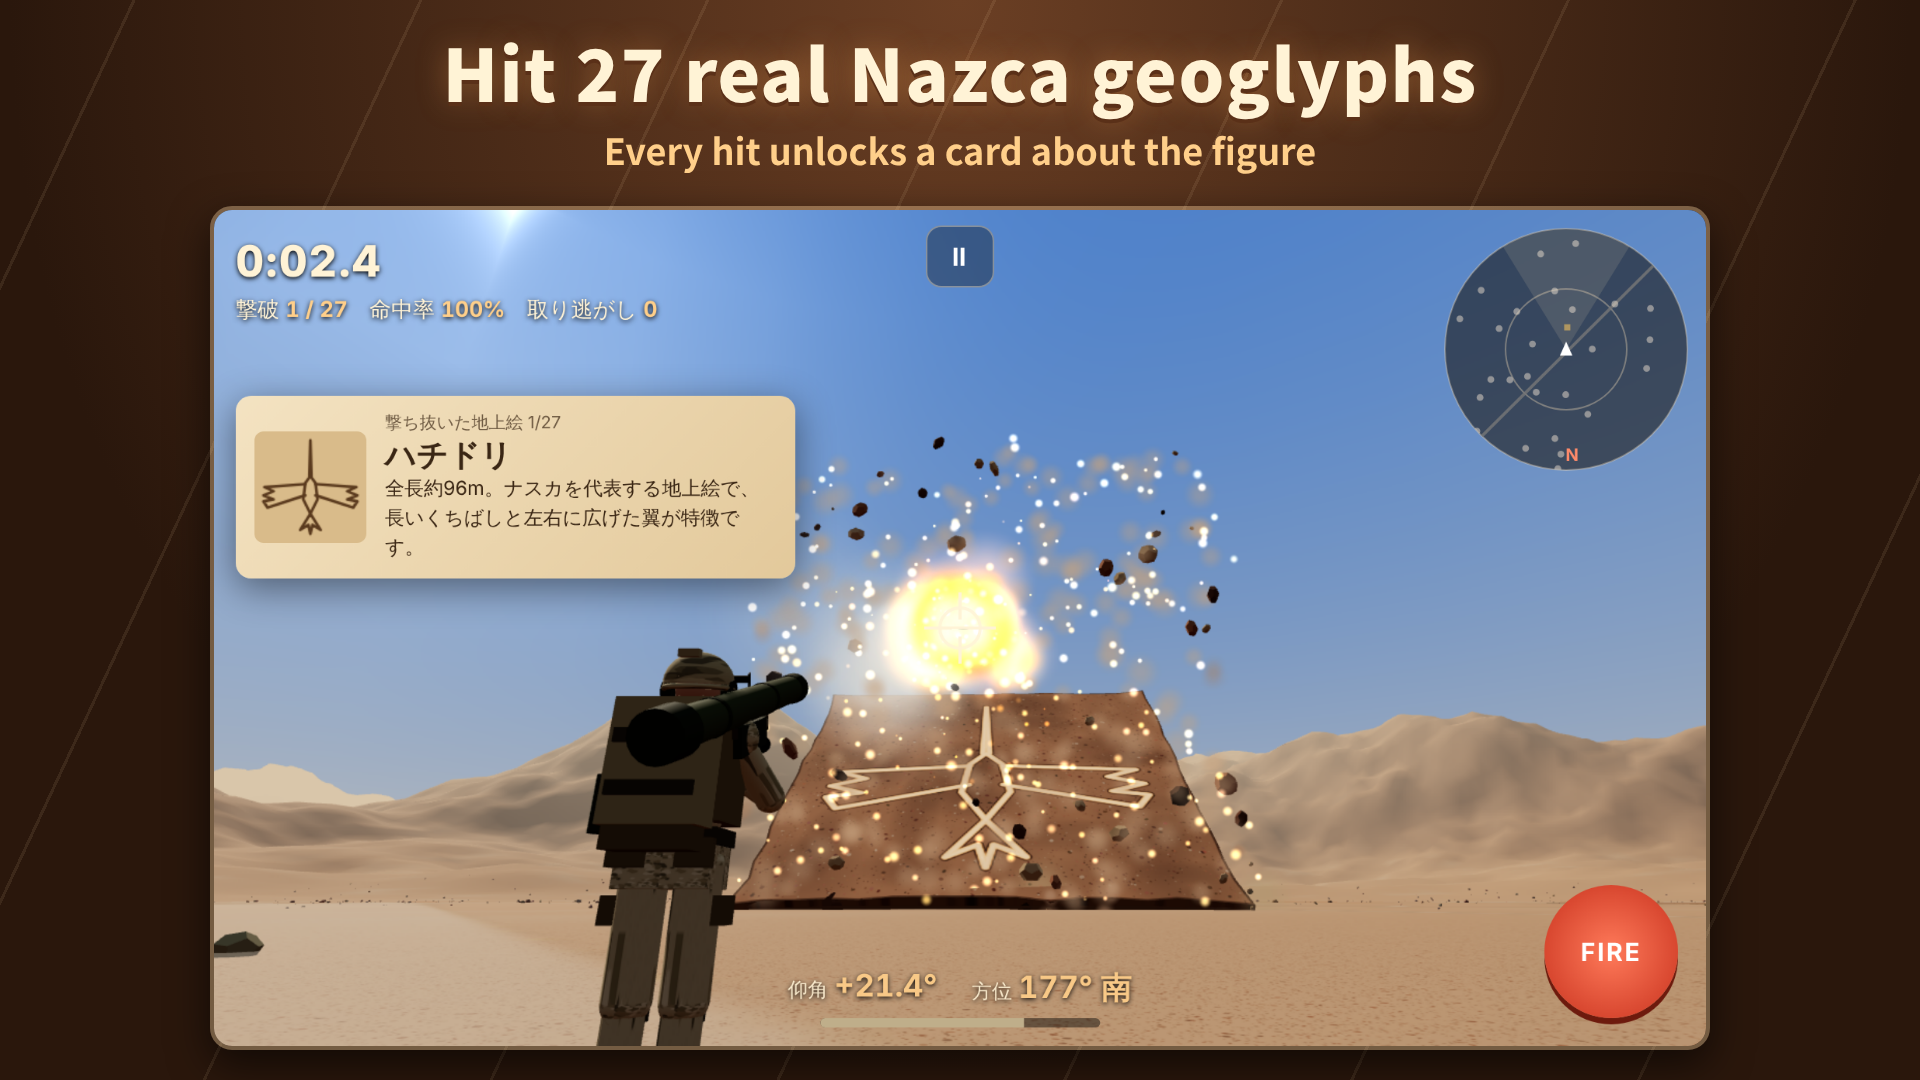 Hit 27 real Nazca geoglyphs
Every hit unlocks a card about the figure
0:02.4
撃破 1 / 27 命中率 100% 取り逃がし 0
撃ち抜いた地上絵 1/27
ハチドリ
全長約96m。ナスカを代表する地上絵で、
長いくちばしと左右に広げた翼が特徴で
す。
N
FIRE
仰角 +21.4° 方位 177° 南